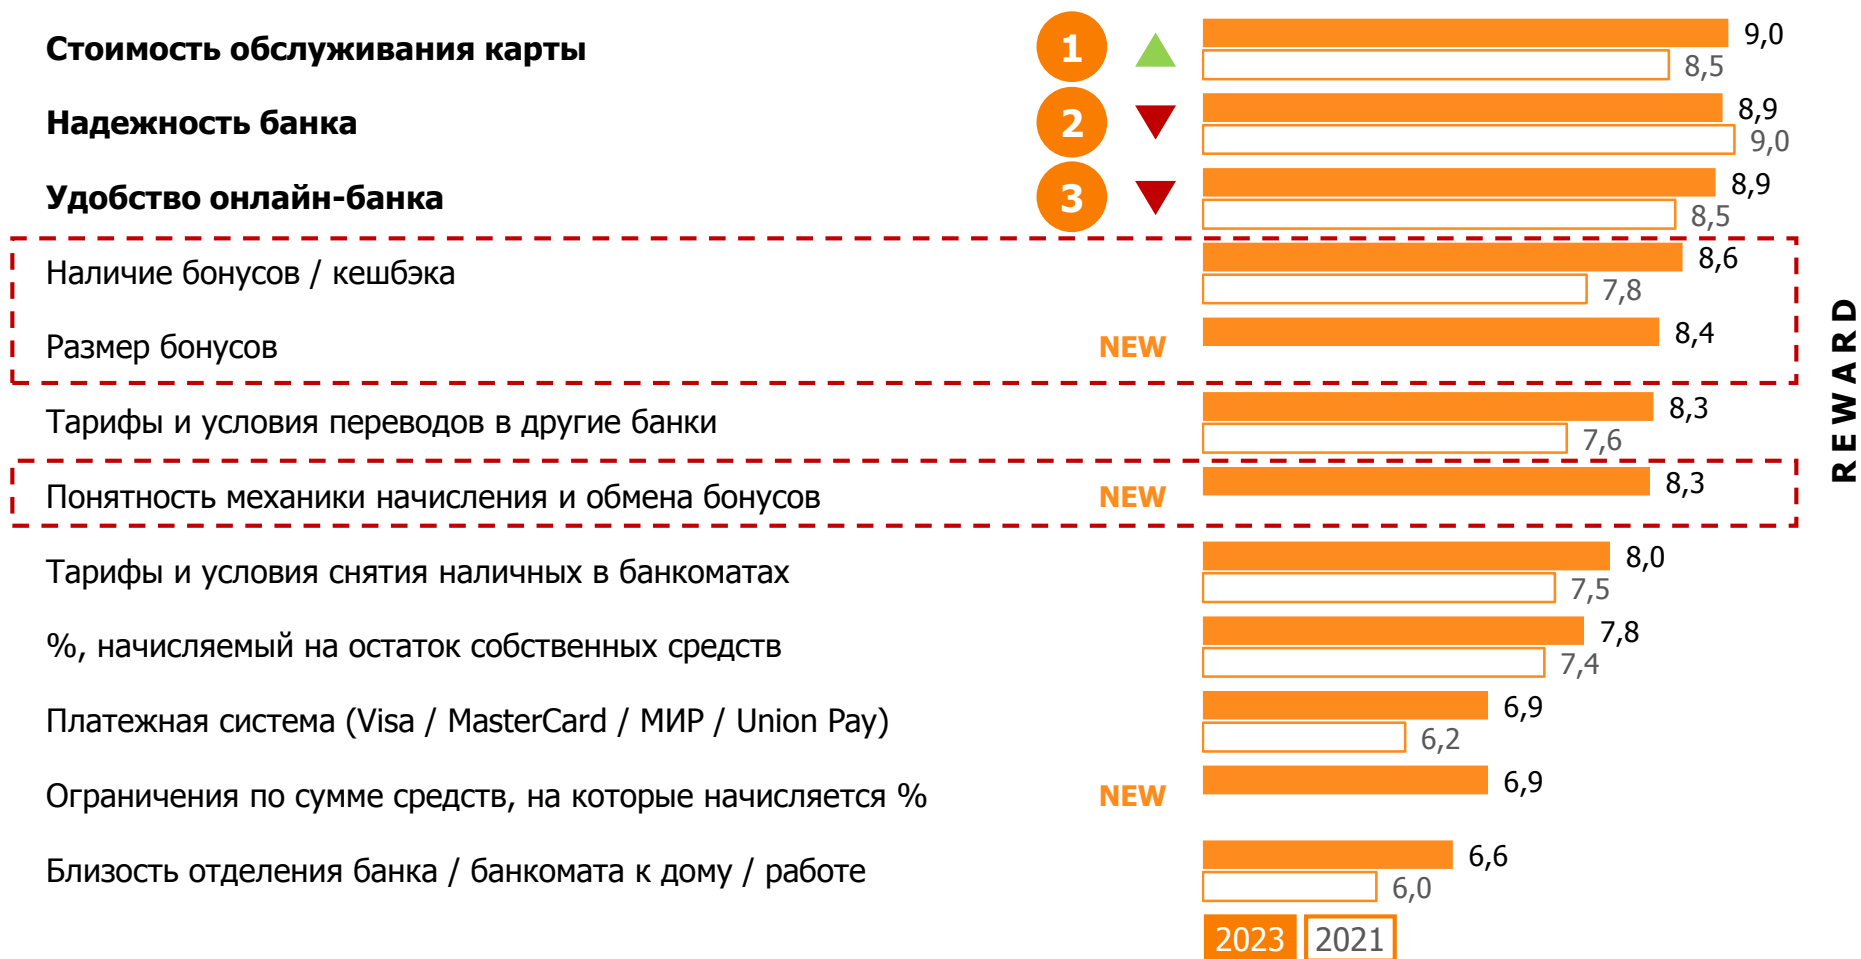 Стоимость обслуживания карты 1 9,0
8,5
Надежность банка 2 8,9
9,0
Удобство онлайн-банка 3 8,9
8,5
Наличие бонусов / кешбэка 8,6
7,8
Размер бонусов NEW 8,4
Тарифы и условия переводов в другие банки 8,3
7,6
Понятность механики начисления и обмена бонусов NEW 8,3
Тарифы и условия снятия наличных в банкоматах 8,0
7,5
%, начисляемый на остаток собственных средств 7,8
7,4
Платежная система (Visa / MasterCard / МИР / Union Pay) 6,9
6,2
Ограничения по сумме средств, на которые начисляется % NEW 6,9
Близость отделения банка / банкомата к дому / работе 6,6
6,0
2023 2021
REWARD